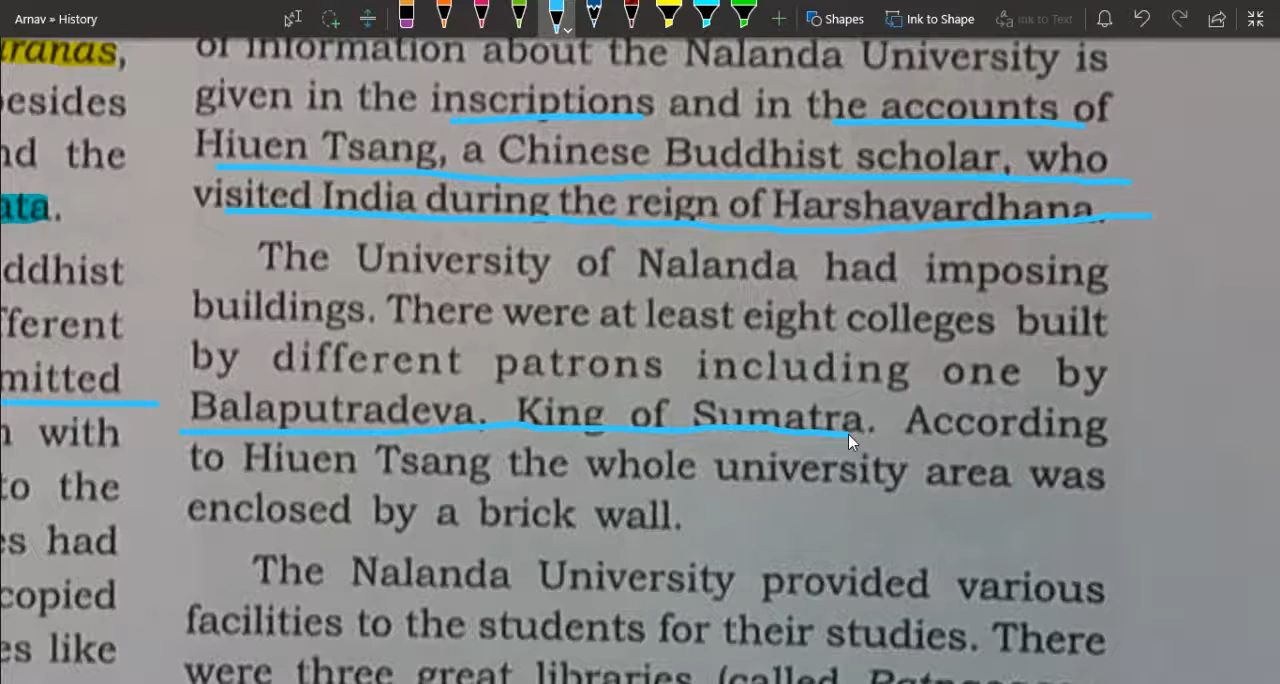 Arnav » History
Shapes
Ink to Shape
Ink to Text
esides
nd the
ddhist
mitted
with
to the
had
copied
like
of information about the Nalanda University is
given in the inscriptions and in the accounts of
Hiuen Tsang, a Chinese Buddhist scholar, who
visited India during the reign of Harshavardhana.
The University of Nalanda had imposing
buildings. There were at least eight colleges built
by different patrons including one by
Balaputradeva, King of Sumatra. According
to Hiuen Tsang the whole university area was
enclosed by a brick wall.
The Nalanda University provided various
facilities to the students for their studies. There
were three great libraries (called